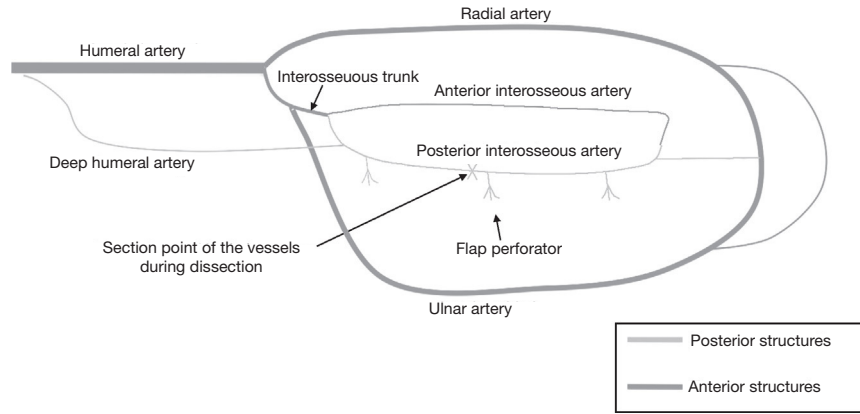 Radial artery
Humeral artery
Interosseuous trunk
Anterior interosseous artery
Posterior interosseous artery
Deep humeral artery
Section point of the vessels
during dissection
Flap perforator
Ulnar artery
Posterior structures
Anterior structures